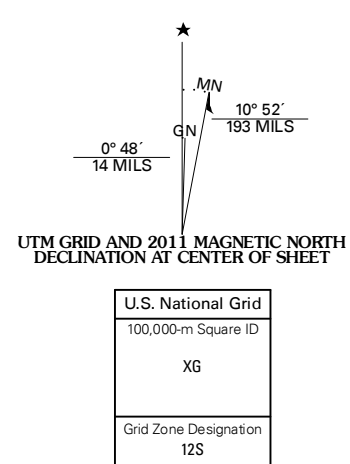 MN
GN
10° 52´
193 MILS
0° 48´
14 MILS
UTM GRID AND 2011 MAGNETIC NORTH
DECLINATION AT CENTER OF SHEET
U.S. National Grid
100,000-m Square ID
XG
Grid Zone Designation
12S